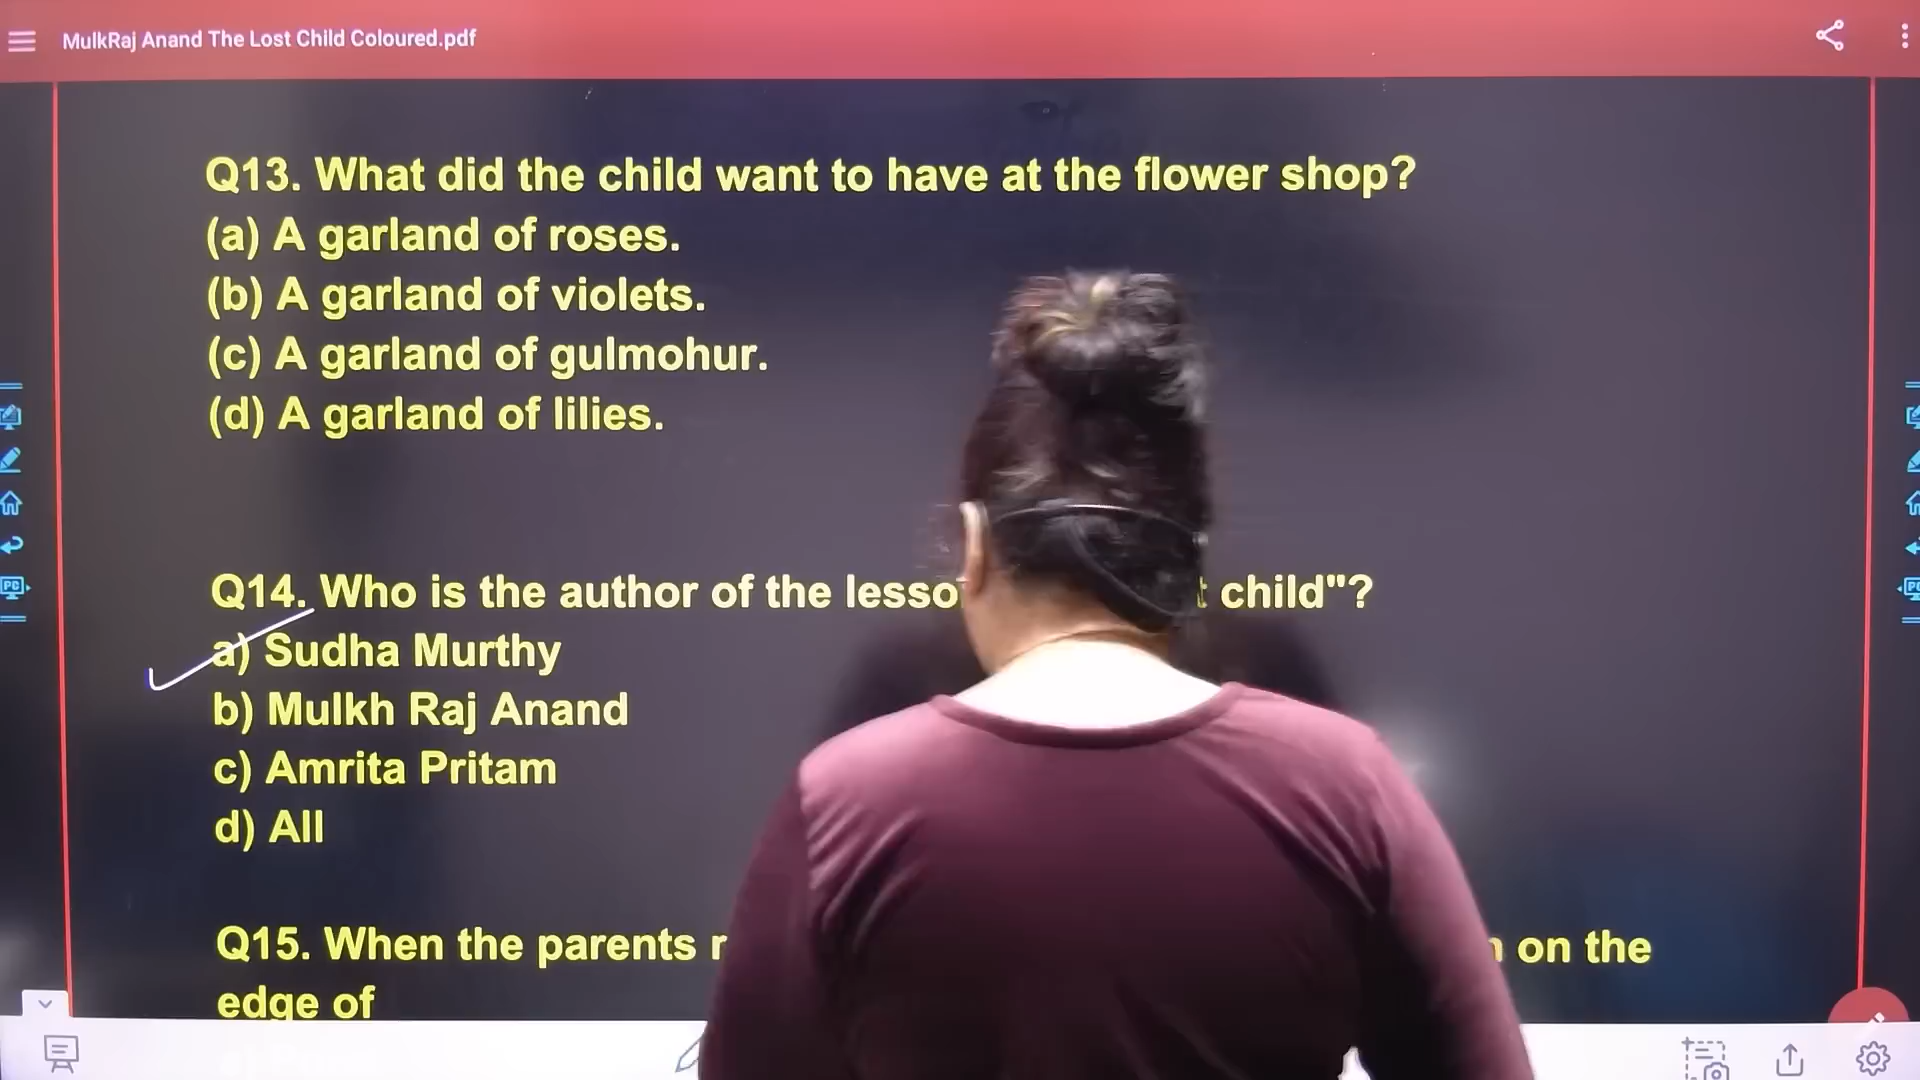 MulkRaj Anand The Lost Child Coloured.pdf
Q13. What did the child want to have at the flower shop?
(a) A garland of roses.
(b) A garland of violets.
(c) A garland of gulmohur.
(d) A garland of lilies.
Q14. Who is the author of the child"?
a) Sudha Murthy
b) Mulkh Raj Anand
c) Amrita Pritam
d) All
Q15. When the parents on the
edge of